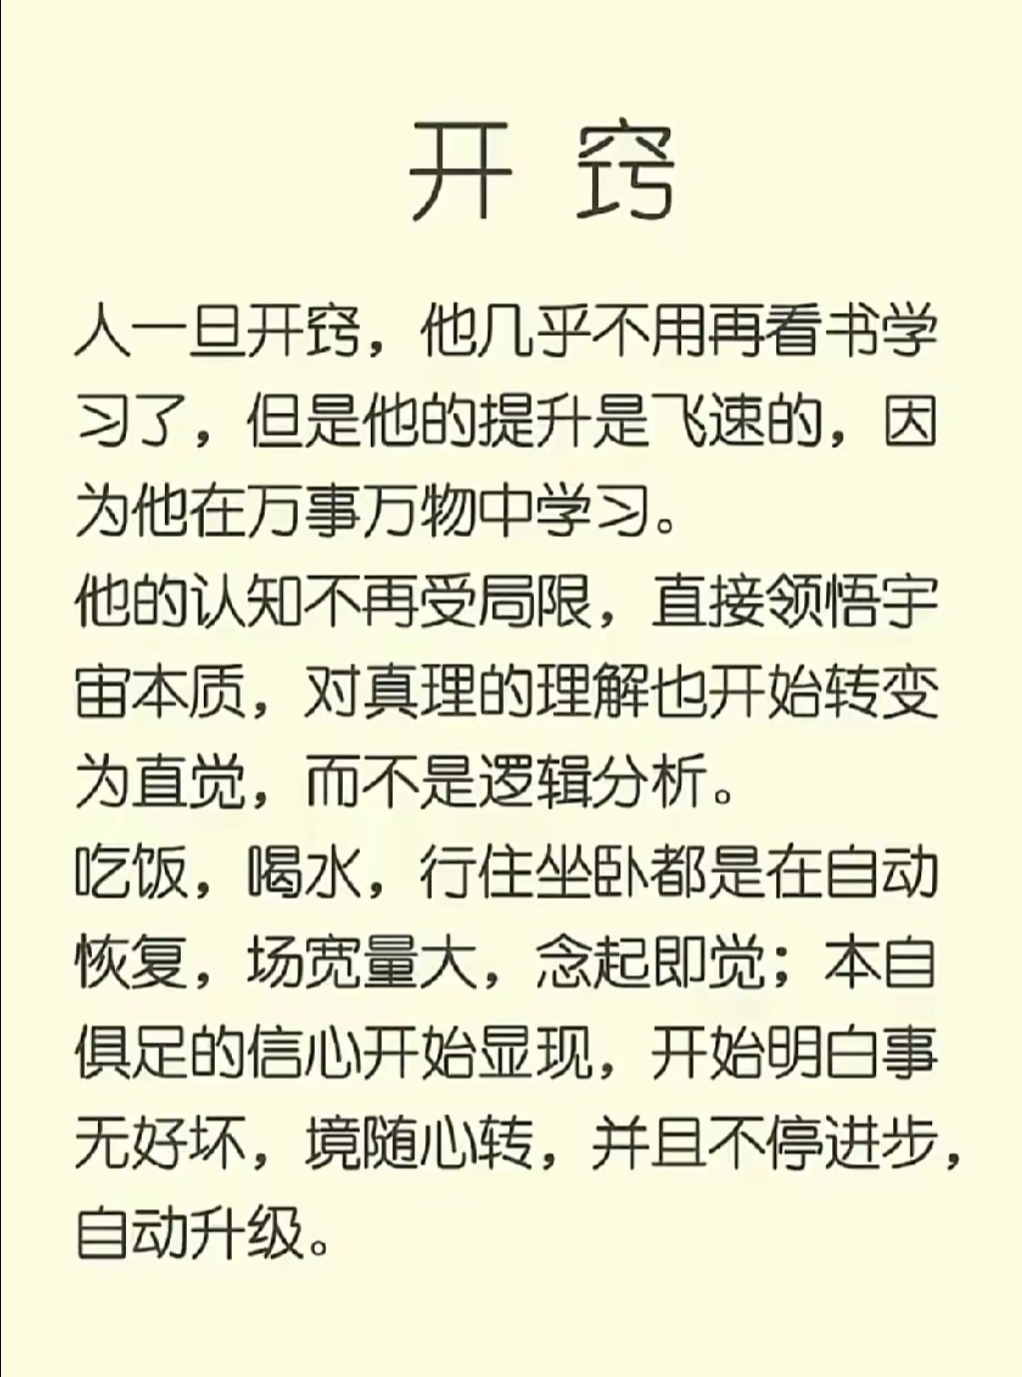 开 窍
人一旦开窍，他几乎不用再看书学
习了，但是他的提升是飞速的，因
为他在万事万物中学习。
他的认知不再受局限，直接领悟宇
宙本质，对真理的理解也开始转变
为直觉，而不是逻辑分析。
吃饭，喝水，行住坐卧都是在自动
恢复，场宽量大，念起即觉；本自
俱足的信心开始显现，开始明白事
无好坏，境随心转，并且不停进步，
自动升级。